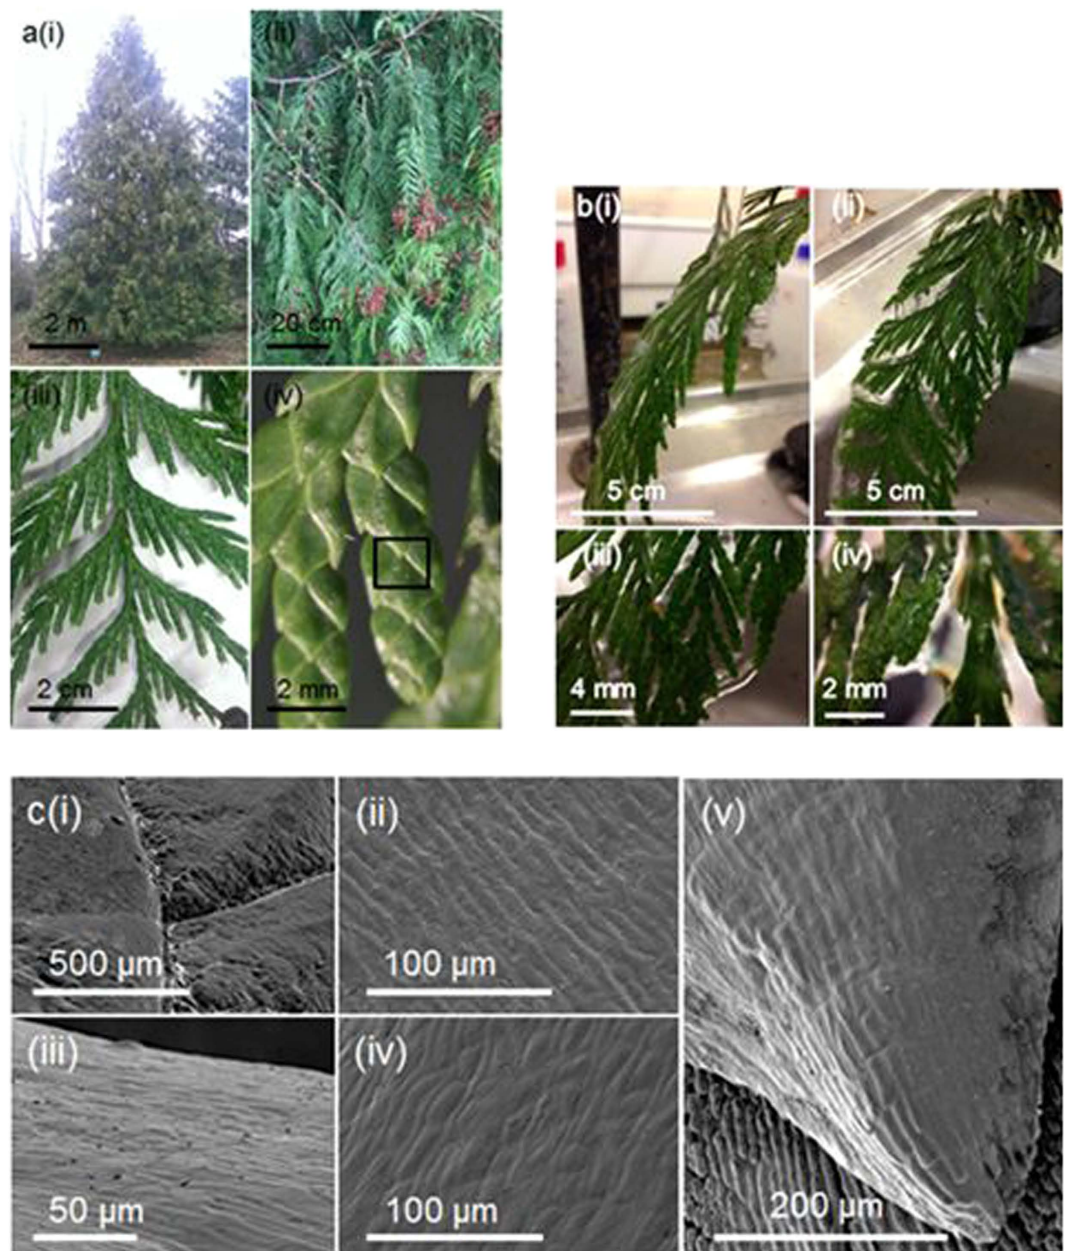 a(i)
(ii)
2 m
20 cm
(iii)
(iv)
2 cm
2 mm
b(i)
(ii)
5 cm
5 cm
(iii)
(iv)
4 mm
2 mm
c(i)
(ii)
(v)
500 µm
100 µm
(iii)
(iv)
50 µm
100 µm
200 µm